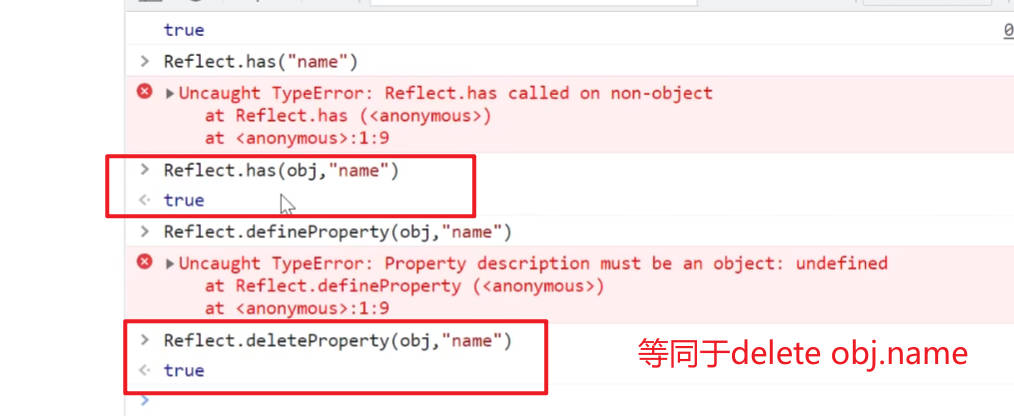 true
0
> Reflect.has("name")
▶Uncaught TypeError: Reflect.has called on non-object
at Reflect.has (<anonymous>)
at <anonymous>:1:9
> Reflect.has(obj,"name")
<· true
> Reflect.defineProperty(obj,"name")
▶Uncaught TypeError: Property description must be an object: undefined
at Reflect.defineProperty (<anonymous>)
at <anonymous>:1:9
> Reflect.deleteProperty(obj,"name")
等同于delete obj.name
<· true
>